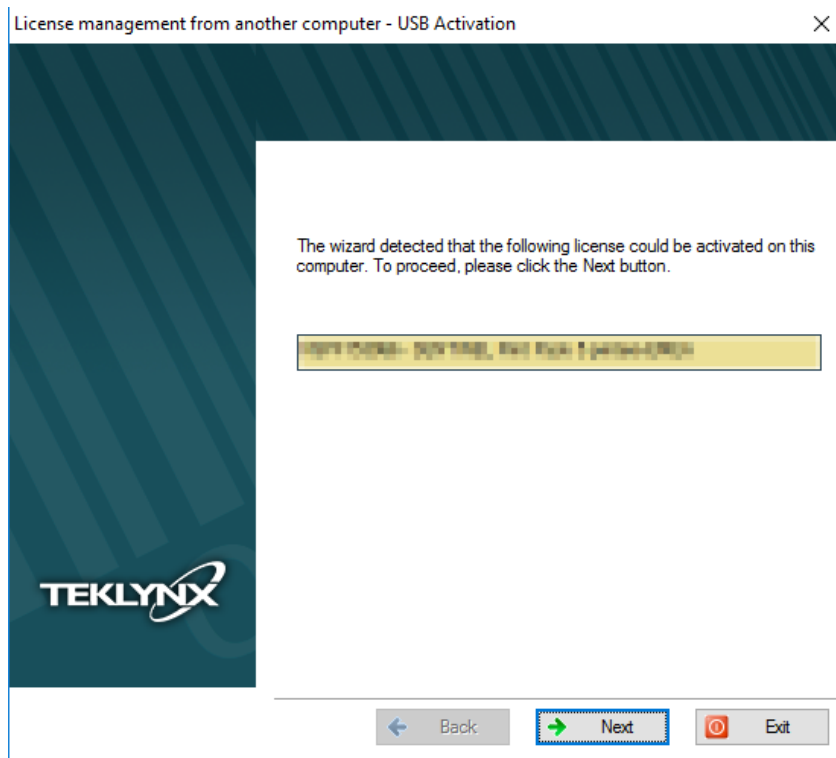 License management from another computer - USB Activation
The wizard detected that the following license could be activated on this
computer. To proceed, please click the Next button.
TEKLYNX
Back
Next
Exit